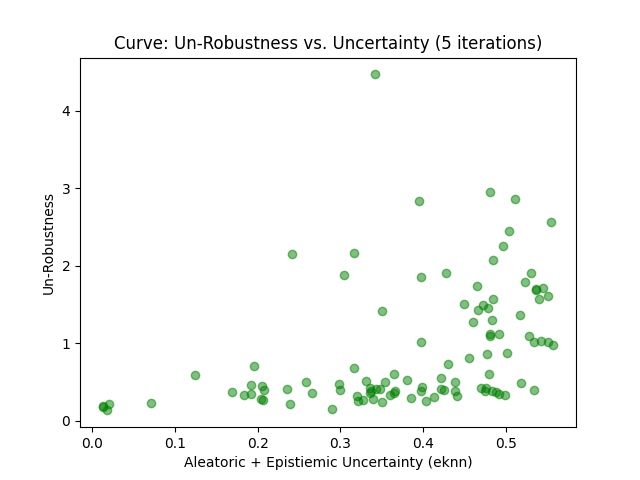 Curve: Un-Robustness vs. Uncertainty (5 iterations)
4
3
2
1
0
Un-Robustness
0.0 0.1 0.2 0.3 0.4 0.5
Aleatoric + Epistiemic Uncertainty (eknn)